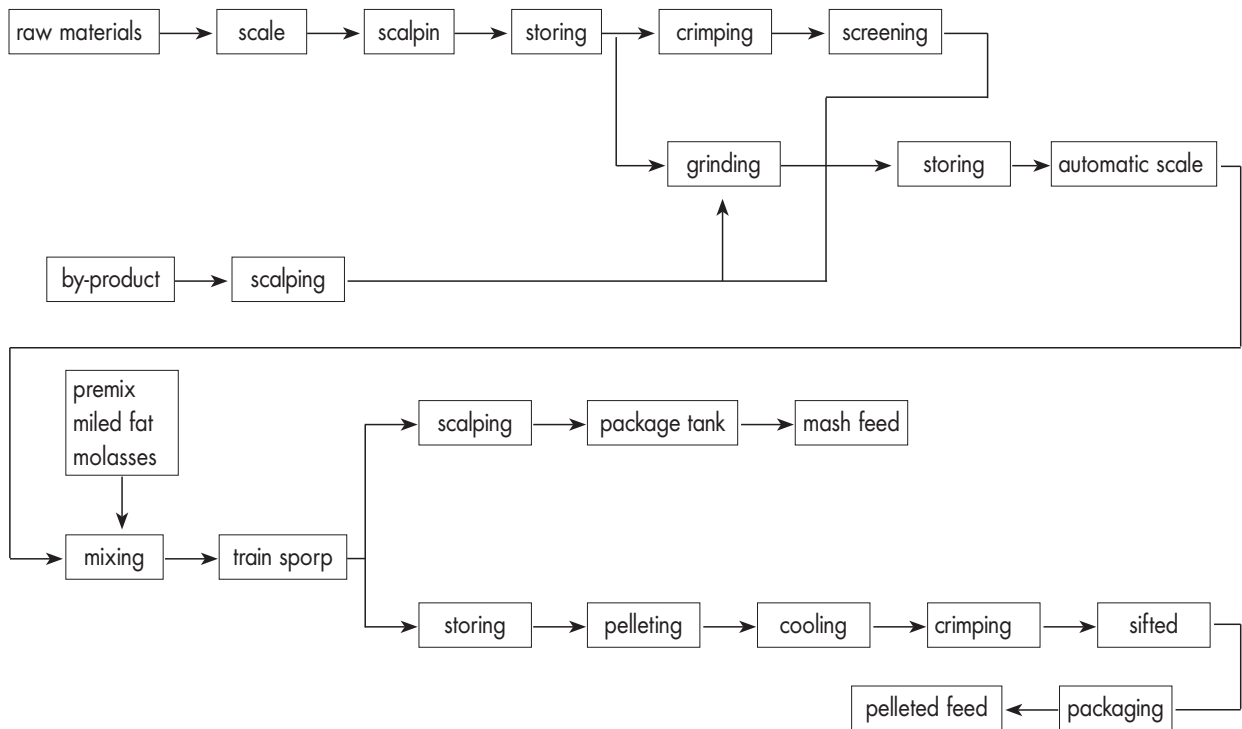 raw materials
scale
scalpin
storing
crimping
screening
grinding
storing
automatic scale
by-product
scalping
premix
miled fat
molasses
scalping
package tank
mash feed
mixing
train sporp
storing
pelleting
cooling
crimping
sifted
pelleted feed
packaging